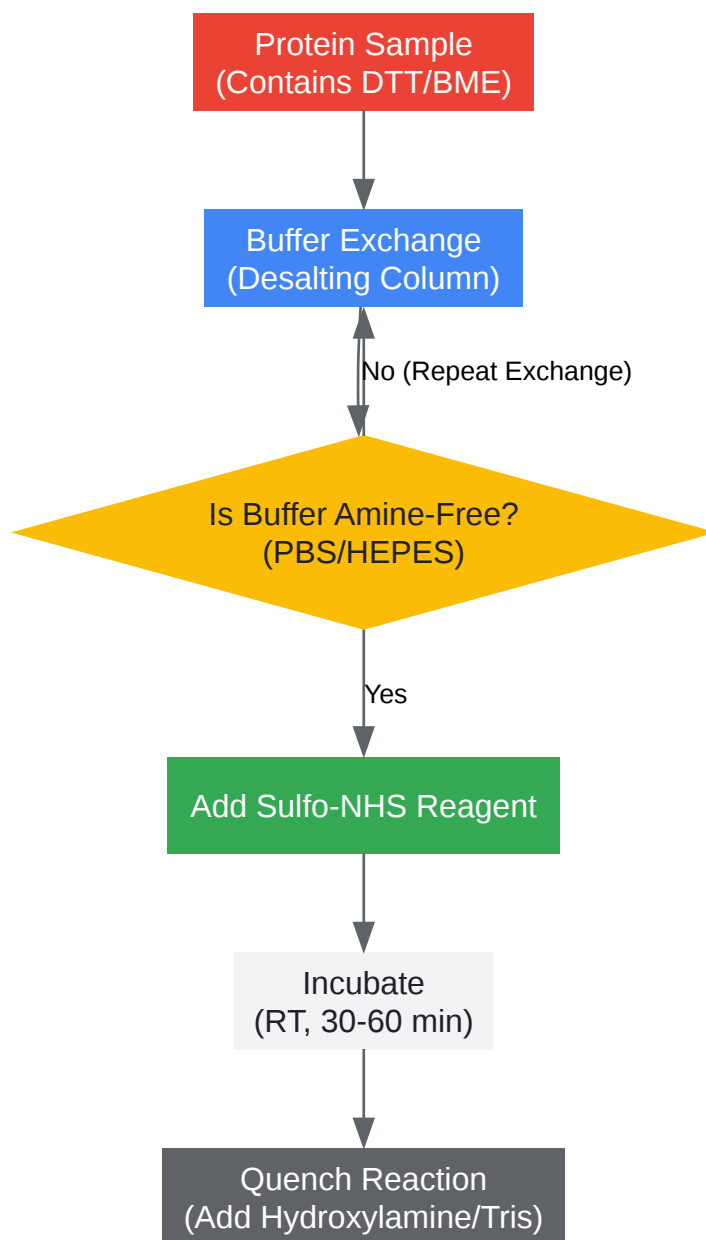 Protein Sample
(Contains DTT/BME)
Buffer Exchange
(Desalting Column)
No (Repeat Exchange)
Is Buffer Amine-Free?
(PBS/HEPES)
Yes
Add Sulfo-NHS Reagent
Incubate
(RT, 30-60 min)
Quench Reaction
(Add Hydroxylamine/Tris)